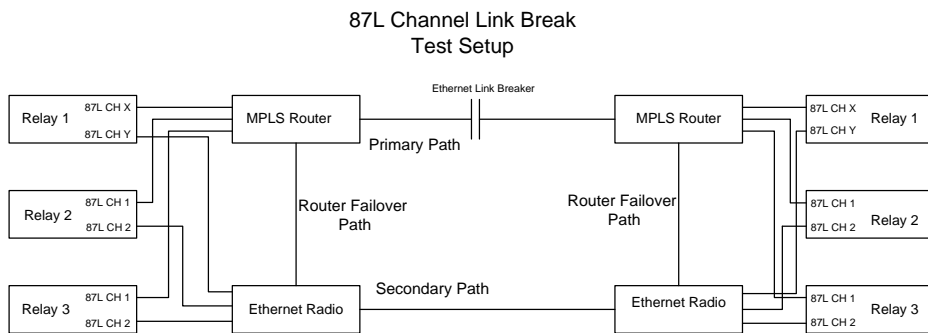 87L Channel Link Break
Test Setup
Ethernet Link Breaker
Relay 1
87L CH X
87L CH Y
MPLS Router
Primary Path
MPLS Router
87L CH X
87L CH Y
Relay 1
Relay 2
87L CH 1
87L CH 2
Router Failover
Path
Router Failover
Path
87L CH 1
87L CH 2
Relay 2
Relay 3
87L CH 1
87L CH 2
Ethernet Radio
Secondary Path
Ethernet Radio
87L CH 1
87L CH 2
Relay 3